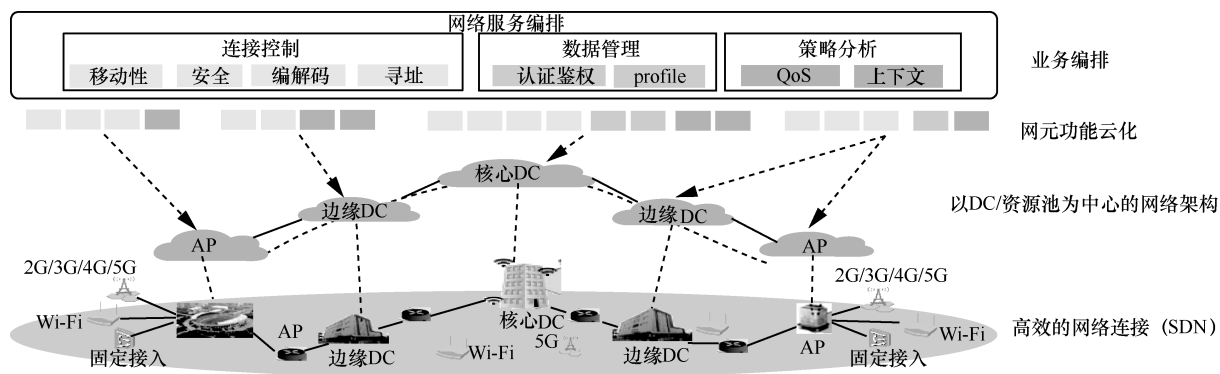 网络服务编排
连接控制
数据管理
策略分析
移动性
安全
编解码
寻址
认证鉴权
profile
QoS
上下文
业务编排
网元功能云化
核心DC
边缘DC
边缘DC
以DC/资源池为中心的网络架构
AP
AP
2G/3G/4G/5G
2G/3G/4G/5G
Wi-Fi
固定接入
AP
边缘DC
核心DC
5G
Wi-Fi
边缘DC
AP
固定接入
Wi-Fi
高效的网络连接（SDN）